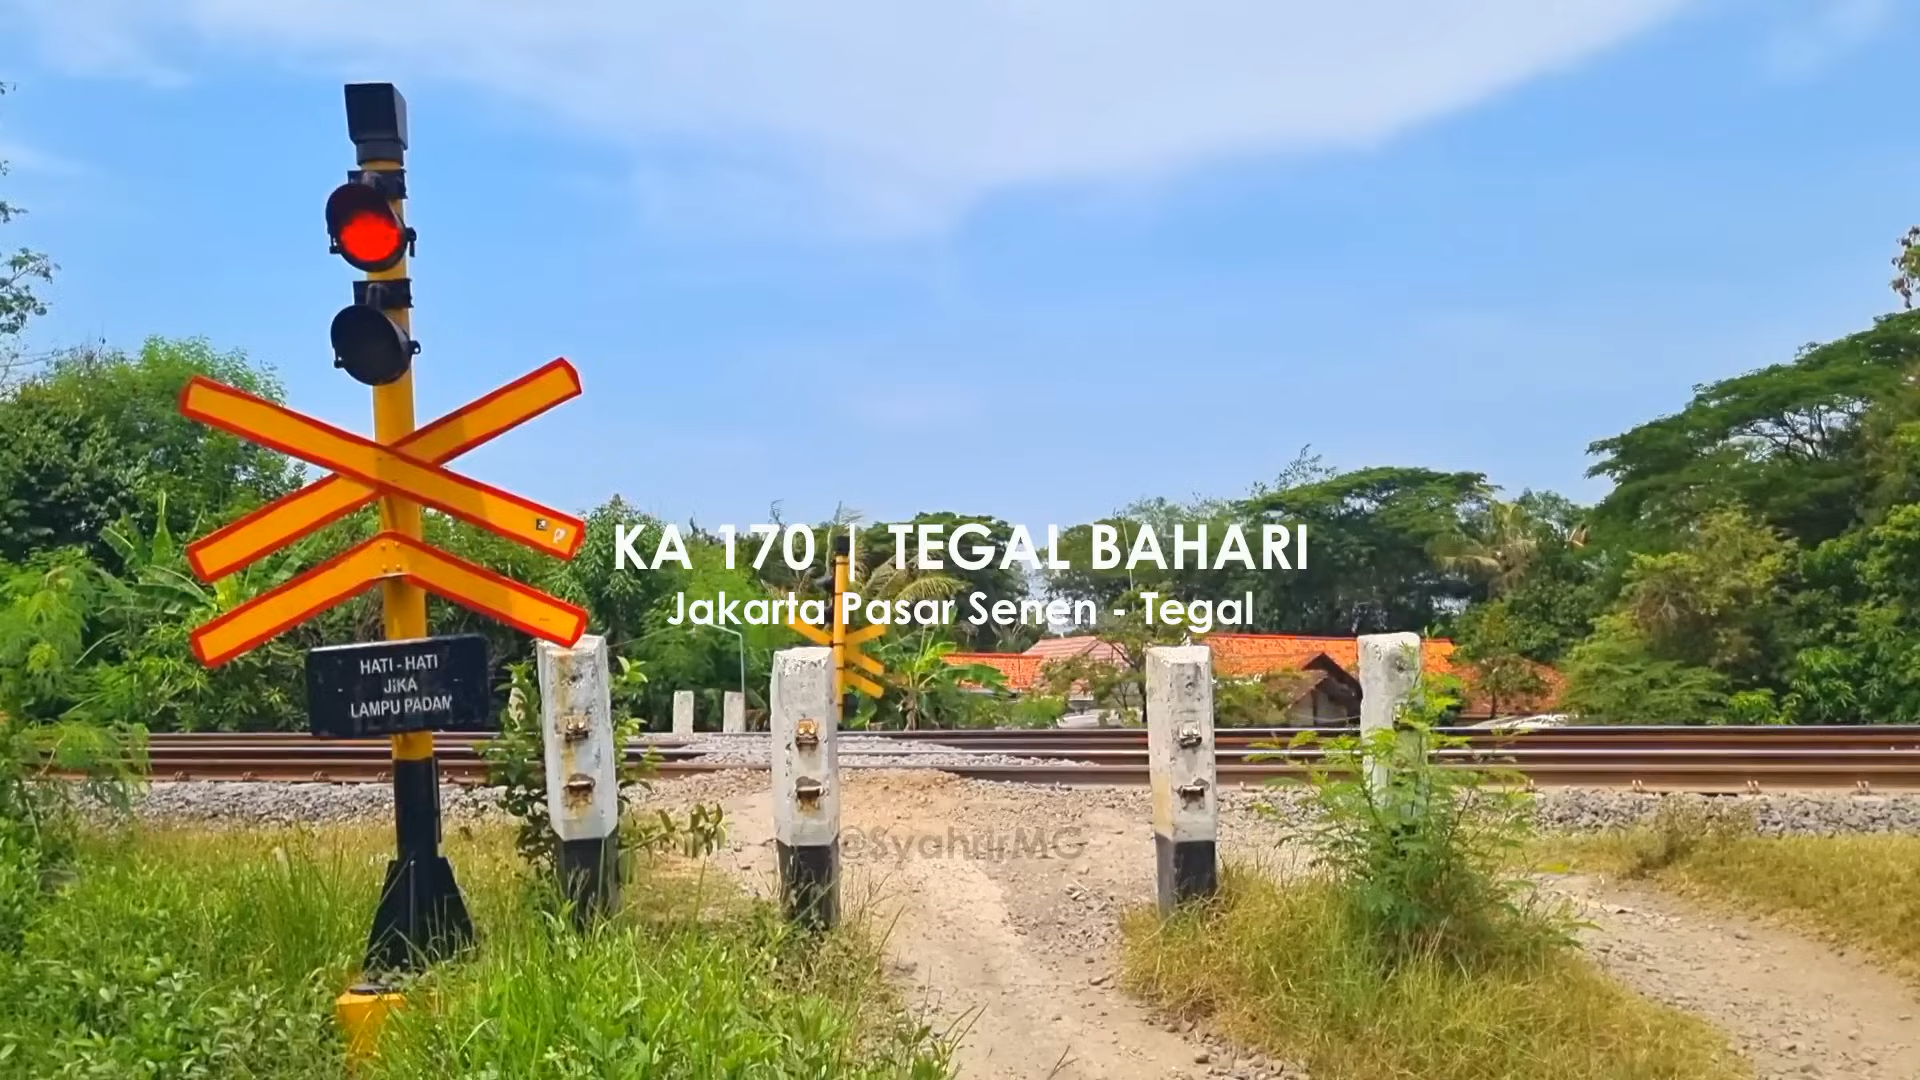 KA 170 | TEGAL BAHARI
Jakarta Pasar Senen - Tegal
HATI - HATI
JiKA
LAMPU PADAM
@SyahrirMG